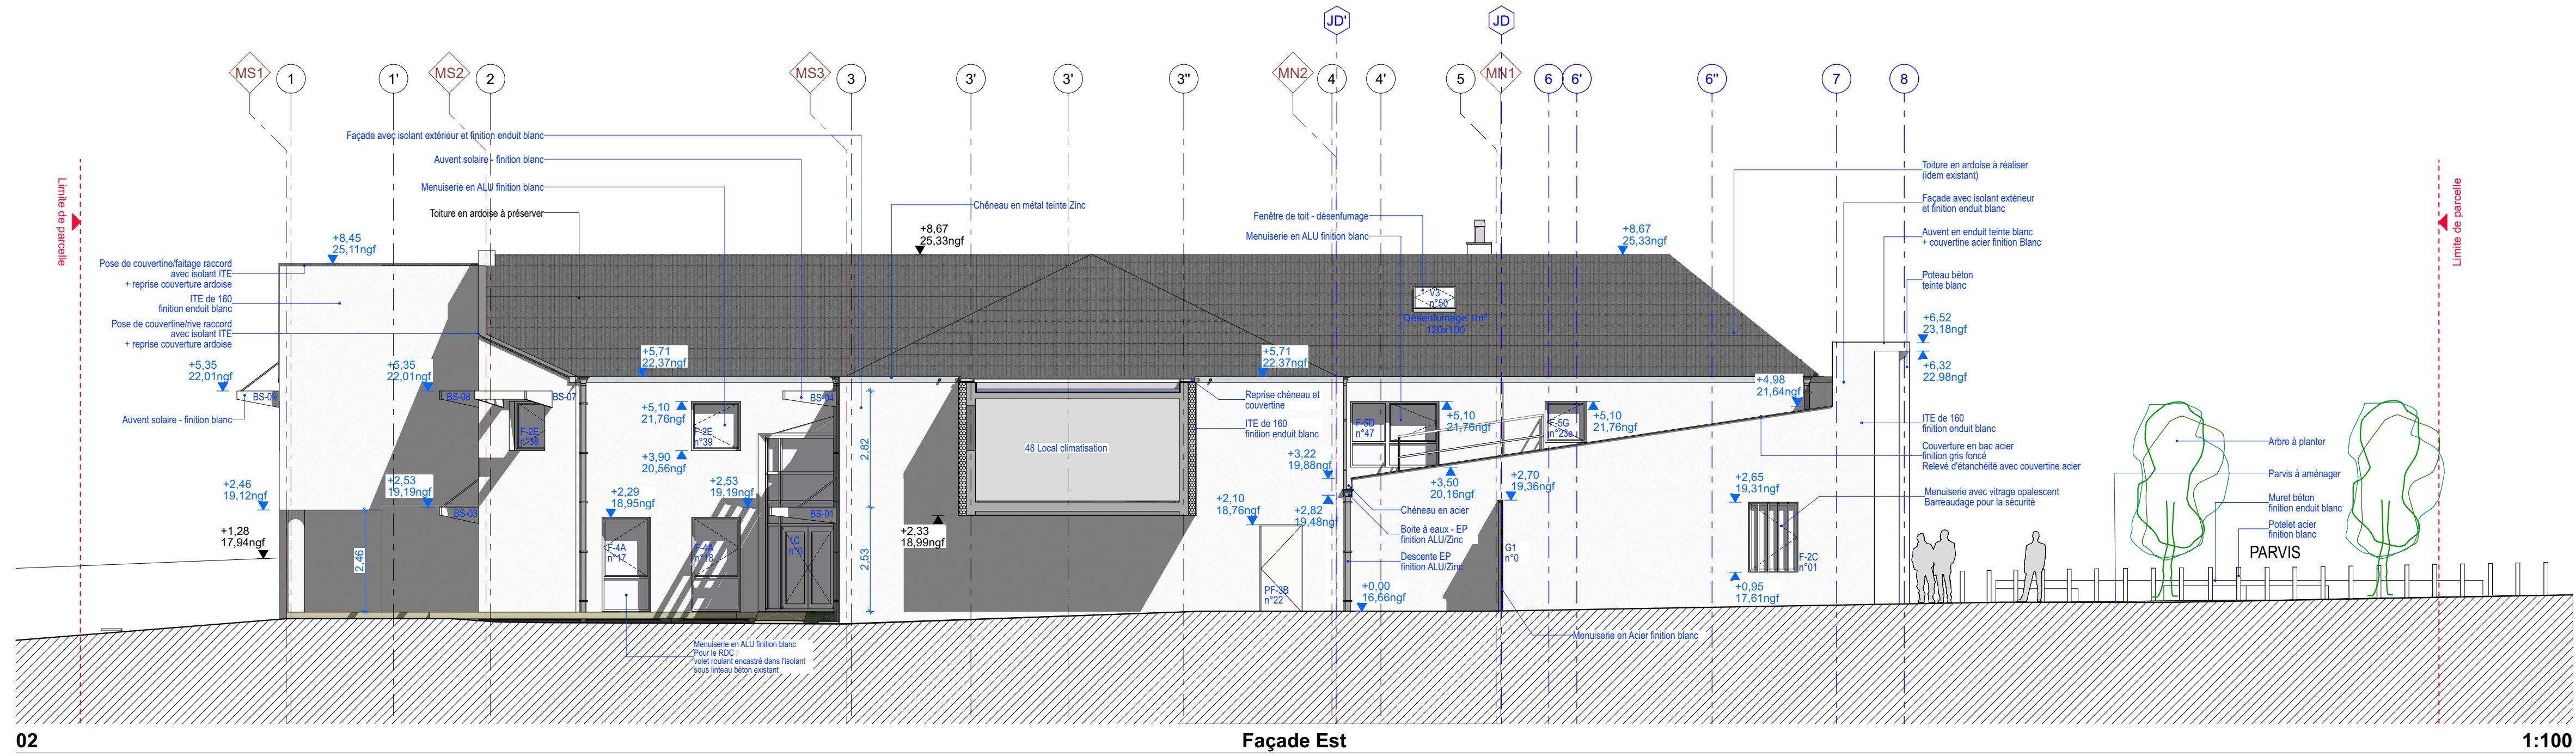 JD'
JD
MS1
1
1'
MS2
2
MS3
3
3'
3'
3''
MN2
4
4'
5
MN1
6
6'
6''
7
8
Limite de parcelle
Façade avec isolant extérieur et finition enduit blanc
Auvent solaire - finition blanc
Menuiserie en ALU finition blanc
Toiture en ardoise à préserver
Chêneau en métal teinte Zinc
Fenêtre de toit - désenfumage
Menuiserie en ALU finition blanc
Toiture en ardoise à réaliser
(idem existant)
Façade avec isolant extérieur
et finition enduit blanc
Auvent en enduit teinte blanc
+ couvertine acier finition Blanc
Poteau béton
teinte blanc
Limite de parcelle
+8,45
25,11ngf
+8,67
25,33ngf
+8,67
25,33ngf
Pose de couvertine/faitage raccord
avec isolant ITE
+ reprise couverture ardoise
ITE de 160
finition enduit blanc
Pose de couvertine/rive raccord
avec isolant ITE
+ reprise couverture ardoise
V3
n°50
Désenfumage 1m²
120x100
+6,52
23,18ngf
+6,32
22,98ngf
+5,35
22,01ngf
+5,35
22,01ngf
+5,71
22,37ngf
+5,71
22,37ngf
+4,98
21,64ngf
BS-09
BS-08
BS-07
BS-04
Auvent solaire - finition blanc
+5,10
21,76ngf
F-2E
n°38
F-2E
n°39
+3,90
20,56ngf
2,82
48 Local climatisation
Reprise chéneau et
couvertine
ITE de 160
finition enduit blanc
F-5D
n°47
+5,10
21,76ngf
F-5G
n°23a
+5,10
21,76ngf
ITE de 160
finition enduit blanc
Couverture en bac acier
finition gris foncé
Relevé d'étanchéité avec couvertine acier
Arbre à planter
Parvis à aménager
+3,22
19,88ngf
+3,50
20,16ngf
+2,70
19,36ngf
+2,65
19,31ngf
Menuiserie avec vitrage opalescent
Barreaudage pour la sécurité
Muret béton
finition enduit blanc
Potelet acier
finition blanc
PARVIS
+2,46
19,12ngf
+2,53
19,19ngf
+2,29
18,95ngf
+2,53
19,19ngf
BS-03
BS-01
+2,10
18,76ngf
+2,82
19,48ngf
Chéneau en acier
Boite à eaux - EP
finition ALU/Zinc
Descente EP
finition ALU/Zinc
+1,28
17,94ngf
2,46
F-4A
n°17
F-4A
n°18
1C
n°0
2,53
+2,33
18,99ngf
PF-3B
n°22
G1
n°0
F-2C
n°01
+0,95
17,61ngf
+0,00
16,66ngf
Menuiserie en Acier finition blanc
Menuiserie en ALU finition blanc
Pour le RDC :
volet roulant encastré dans l'isolant
sous linteau béton existant
02
Façade Est
1:100